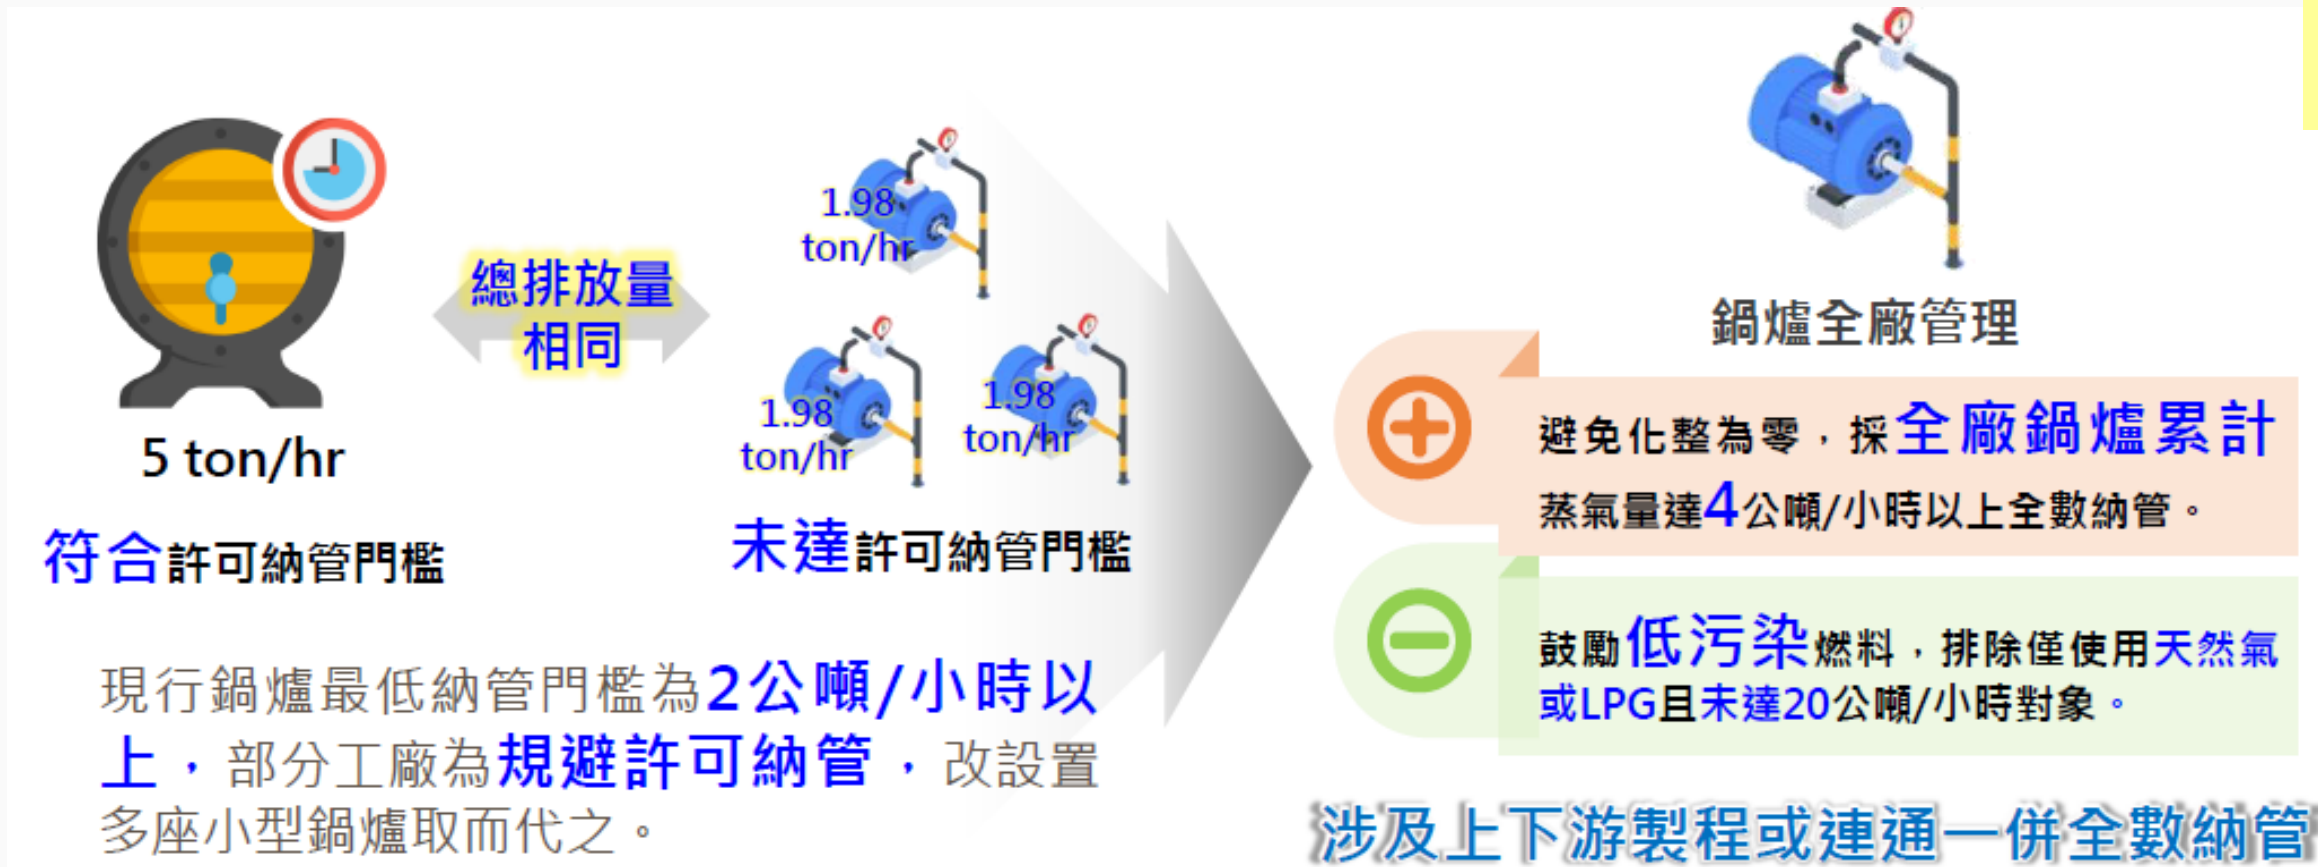 總排放量
相同
1.98
ton/hr
1.98
ton/hr
1.98
ton/hr
5 ton/hr
符合許可納管門檻
未達許可納管門檻
現行鍋爐最低納管門檻為2公噸/小時以
上，部分工廠為規避許可納管，改設置
多座小型鍋爐取而代之。
鍋爐全廠管理
避免化整為零，採全廠鍋爐累計
蒸氣量達4公噸/小時以上全數納管。
鼓勵低污染燃料，排除僅使用天然氣
或LPG且未達20公噸/小時對象。
涉及上下游製程或連通一併全數納管